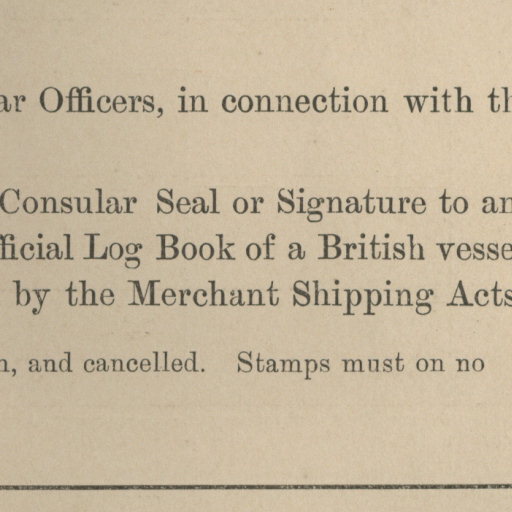 ar Officers, in connection with th
Consular Seal or Signature to an
ficial Log Book of a British vesse
by the Merchant Shipping Acts
n, and cancelled. Stamps must on no